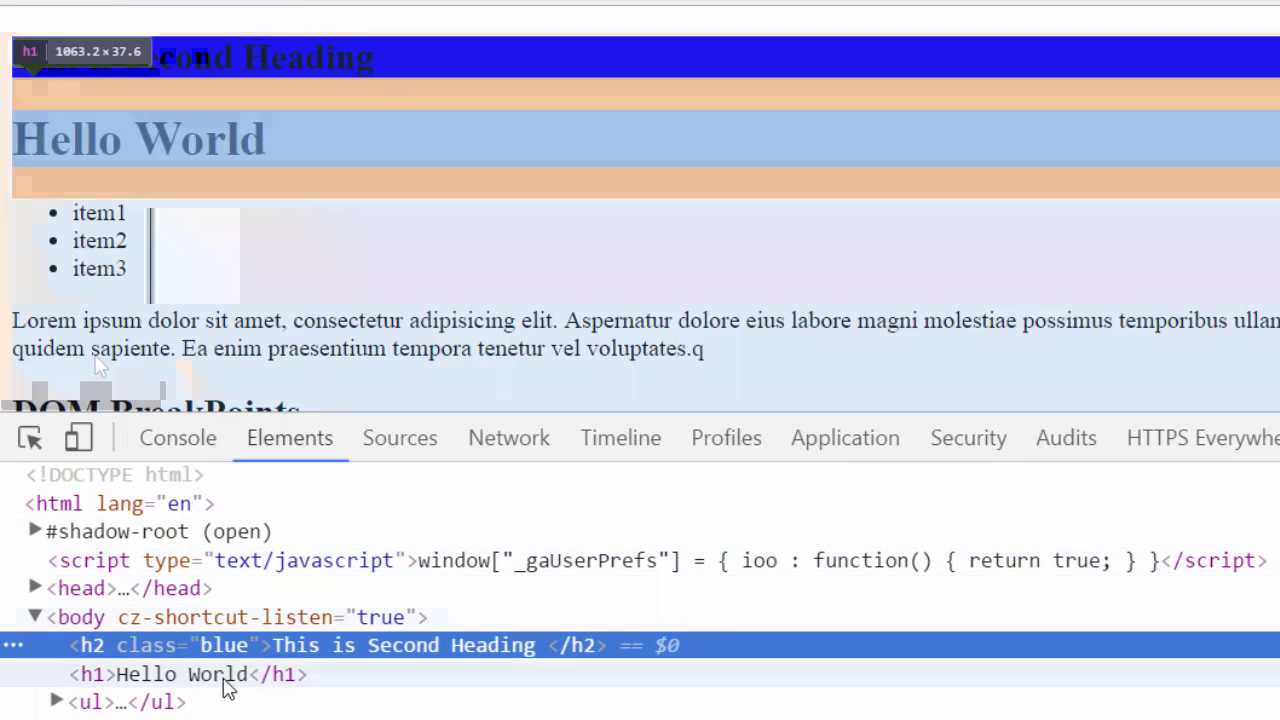 h1 1063.2×37.6
Second Heading
Hello World
item1
item2
item3
Lorem ipsum dolor sit amet, consectetur adipisicing elit. Aspernatur dolore eius labore magni molestiae possimus temporibus ullam
quidem sapiente. Ea enim praesentium tempora tenetur vel voluptates.q
DOM BreakPoints
Console Elements Sources Network Timeline Profiles Application Security Audits HTTPS Everywhe
<!DOCTYPE html>
<html lang="en">
#shadow-root (open)
<script type="text/javascript">window["_gaUserPrefs"] = { ioo : function() { return true; } }</script>
<head>…</head>
<body cz-shortcut-listen="true">
<h2 class="blue">This is Second Heading </h2> == $0
<h1>Hello World</h1>
<ul>…</ul>